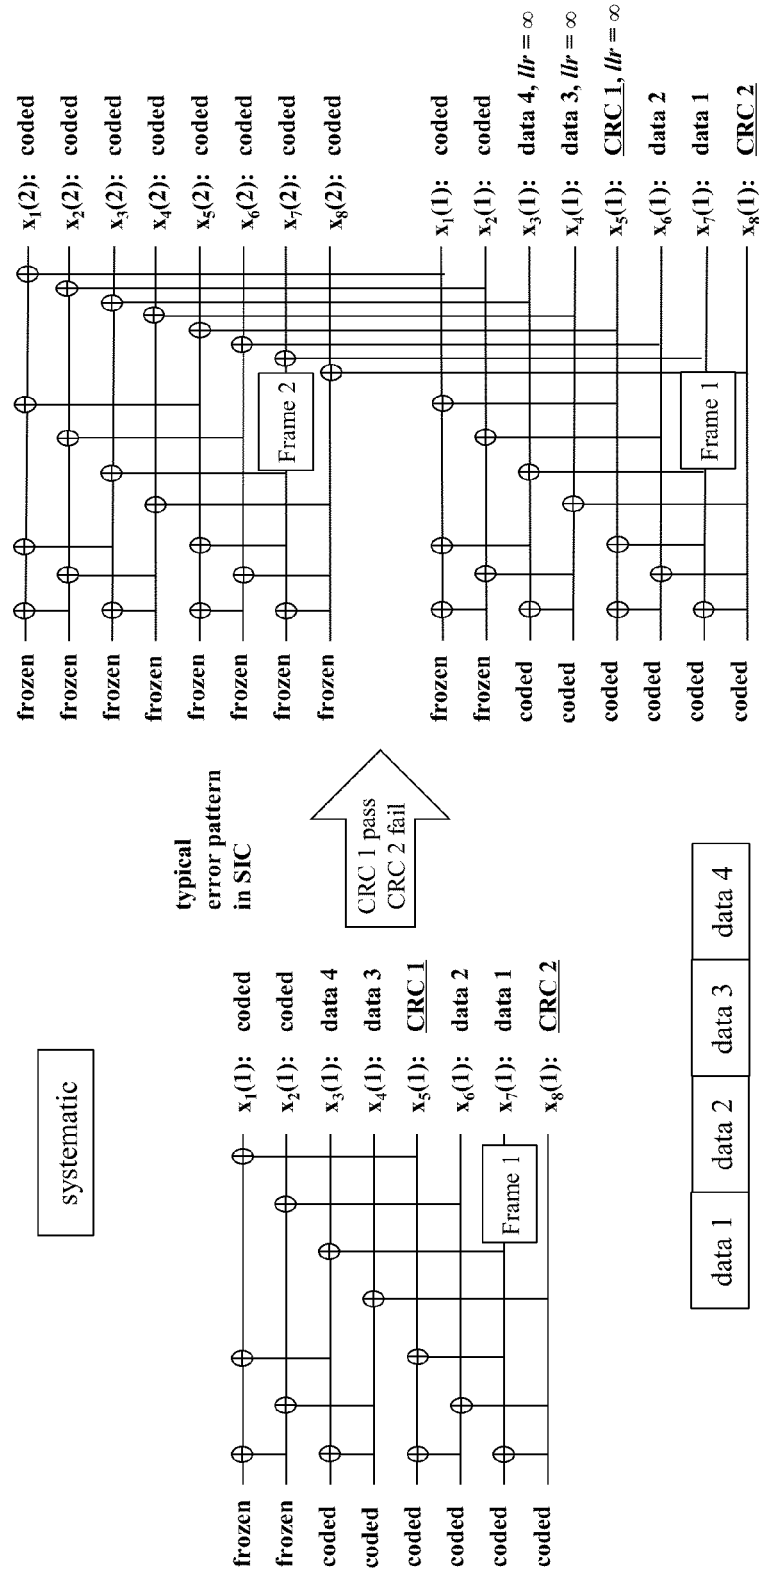 systematic
frozen x₁(1): coded
frozen x₂(1): coded
coded x₃(1): data 4
coded x₄(1): data 3
coded x₅(1): CRC 1
coded x₆(1): data 2
coded x₇(1): data 1
coded x₈(1): CRC 2
Frame 1
data 1 data 2 data 3 data 4
typical
error pattern
in SIC
CRC 1 pass
CRC 2 fail
frozen x₁(2): coded
frozen x₂(2): coded
frozen x₃(2): coded
frozen x₄(2): coded
frozen x₅(2): coded
frozen x₆(2): coded
frozen x₇(2): coded
frozen x₈(2): coded
Frame 2
frozen x₁(1): coded
frozen x₂(1): coded
coded x₃(1): data 4, llr = ∞
coded x₄(1): data 3, llr = ∞
coded x₅(1): CRC 1, llr = ∞
coded x₆(1): data 2
coded x₇(1): data 1
coded x₈(1): CRC 2
Frame 1